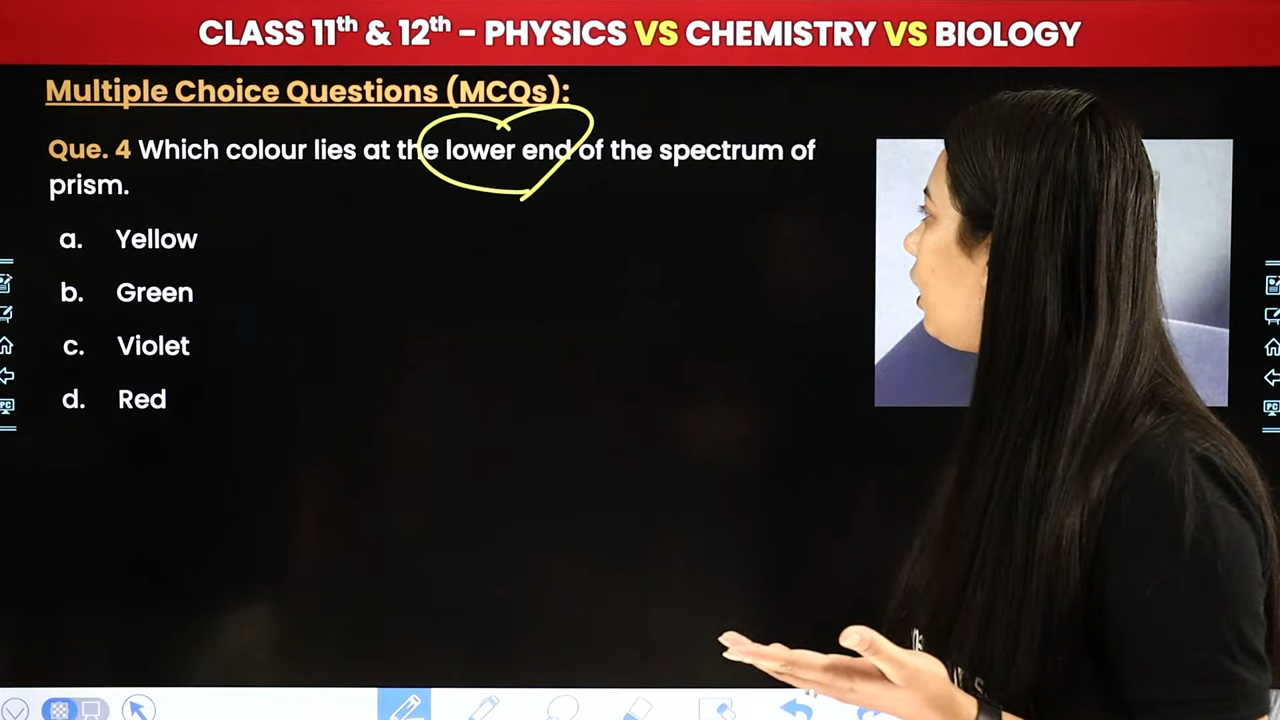 CLASS 11th & 12th – PHYSICS VS CHEMISTRY VS BIOLOGY
Multiple Choice Questions (MCQs):
Que. 4 Which colour lies at the lower end of the spectrum of
prism.
a. Yellow
b. Green
c. Violet
d. Red